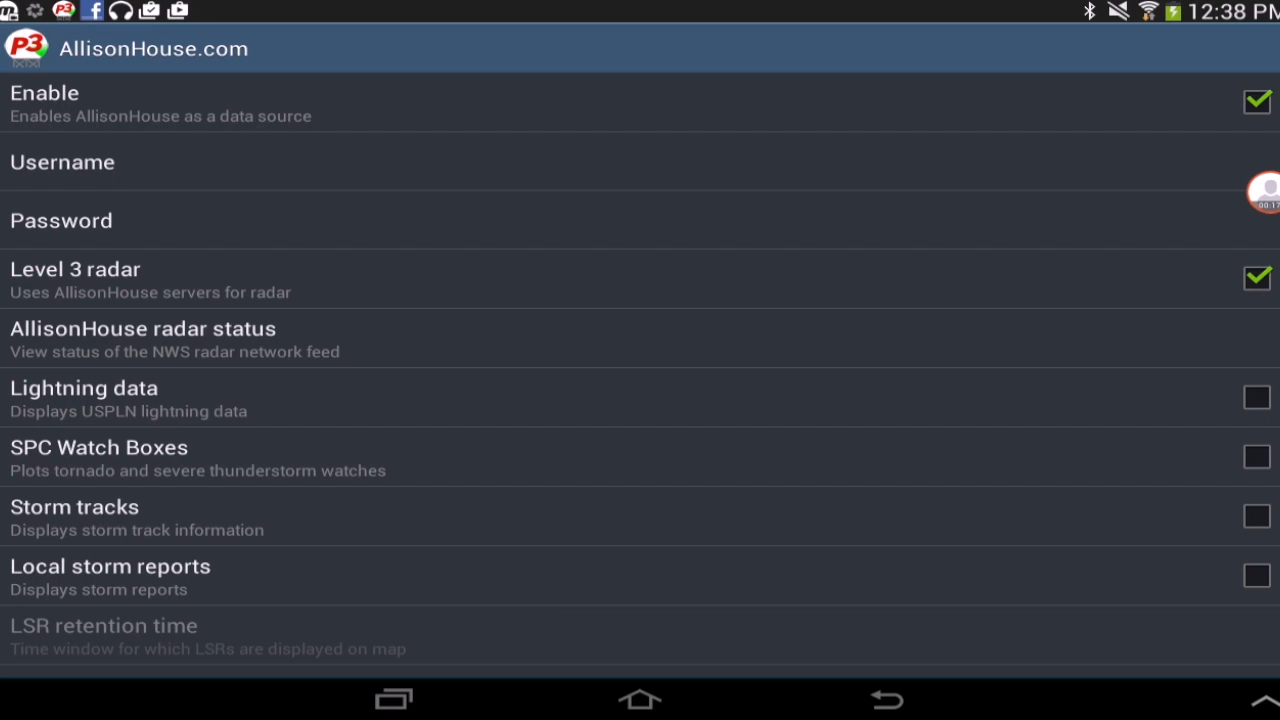 12:38 PM
P3 AllisonHouse.com
Enable
Enables AllisonHouse as a data source
Username
00:17
Password
Level 3 radar
Uses AllisonHouse servers for radar
AllisonHouse radar status
View status of the NWS radar network feed
Lightning data
Displays USPLN lightning data
SPC Watch Boxes
Plots tornado and severe thunderstorm watches
Storm tracks
Displays storm track information
Local storm reports
Displays storm reports
LSR retention time
Time window for which LSRs are displayed on map